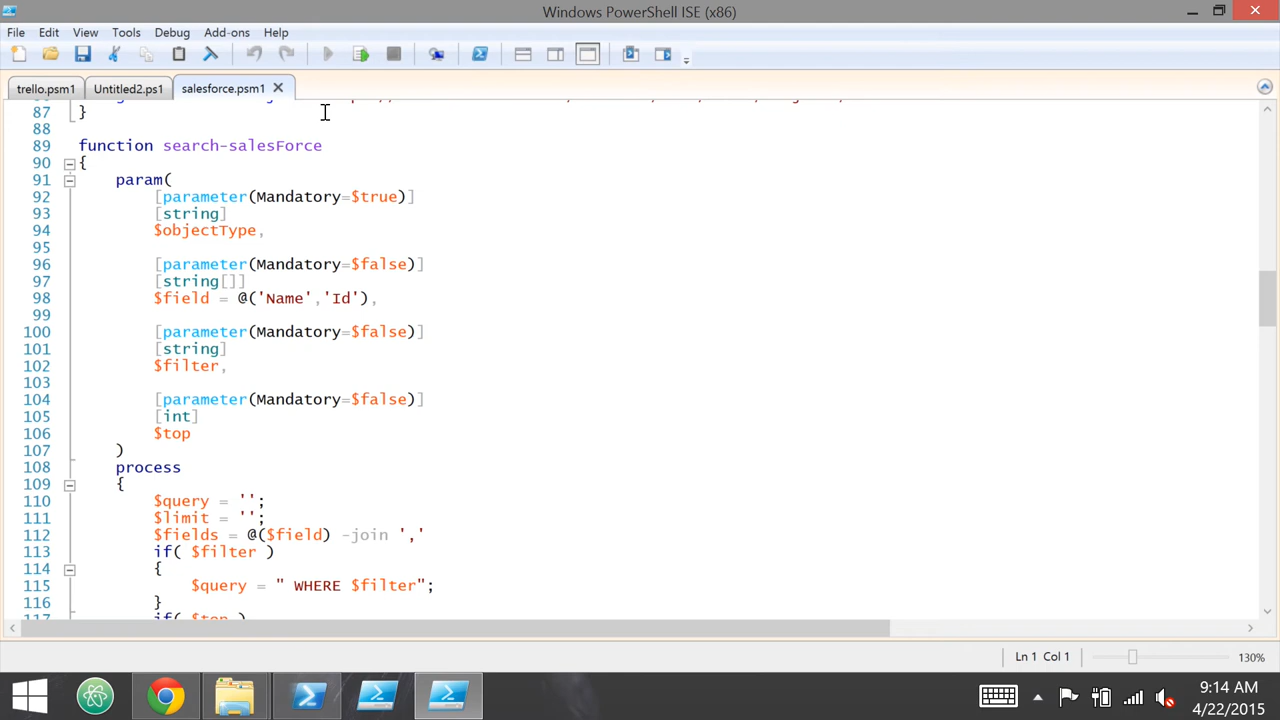 Windows PowerShell ISE (x86)
File Edit View Tools Debug Add-ons Help
trello.psm1 Untitled2.ps1 salesforce.psm1
87 }
88
89 function search-salesForce
90 {
91 param(
92 [parameter(Mandatory=$true)]
93 [string]
94 $objectType,
95
96 [parameter(Mandatory=$false)]
97 [string[]]
98 $field = @('Name','Id'),
99
100 [parameter(Mandatory=$false)]
101 [string]
102 $filter,
103
104 [parameter(Mandatory=$false)]
105 [int]
106 $top
107 )
108 process
109 {
110 $query = '';
111 $limit = '';
112 $fields = @($field) -join ','
113 if( $filter )
114 {
115 $query = " WHERE $filter";
116 }
117 if( $top )
Ln 1 Col 1 130%
9:14 AM
4/22/2015